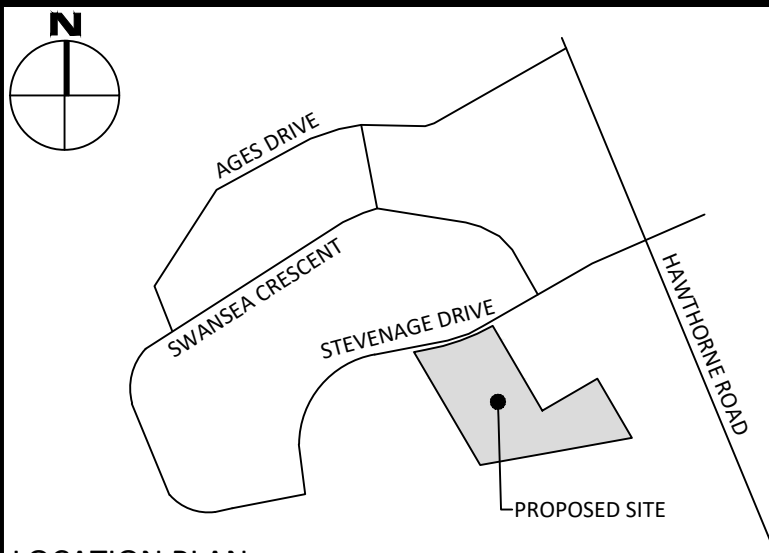 N
AGES DRIVE
SWANSEA CRESCENT
STEVENAGE DRIVE
HAWTHORNE ROAD
PROPOSED SITE
LOCATION PLAN